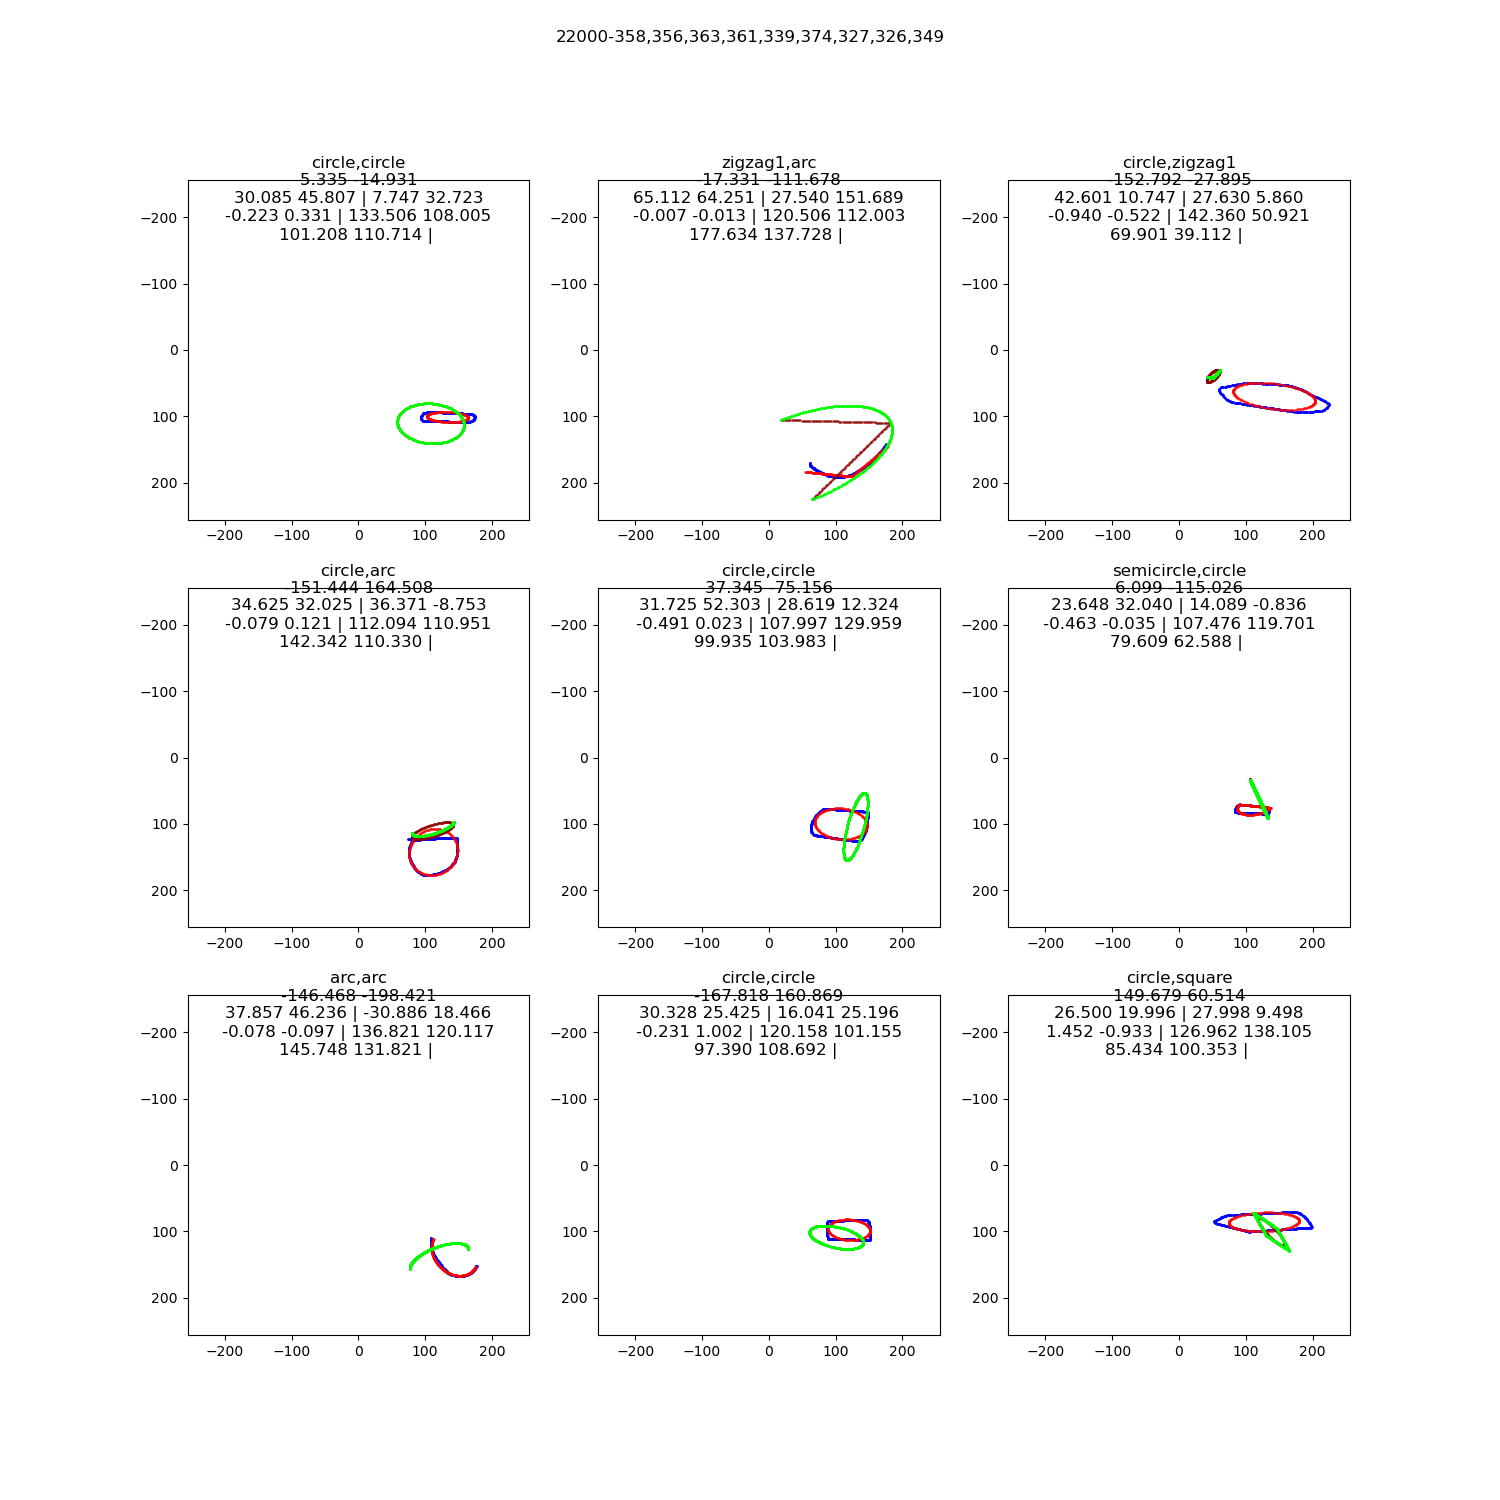 22000-358,356,363,361,339,374,327,326,349
circle,circle
5.335 -14.931
30.085 45.807 | 7.747 32.723
-0.223 0.331 | 133.506 108.005
101.208 110.714 |
−200
−100
0
100
200
−200 −100 0 100 200
zigzag1,arc
-17.331 -111.678
65.112 64.251 | 27.540 151.689
-0.007 -0.013 | 120.506 112.003
177.634 137.728 |
−200
−100
0
100
200
−200 −100 0 100 200
circle,zigzag1
-152.792 -27.895
42.601 10.747 | 27.630 5.860
-0.940 -0.522 | 142.360 50.921
69.901 39.112 |
−200
−100
0
100
200
−200 −100 0 100 200
circle,arc
-151.444 164.508
34.625 32.025 | 36.371 -8.753
-0.079 0.121 | 112.094 110.951
142.342 110.330 |
−200
−100
0
100
200
−200 −100 0 100 200
circle,circle
37.345 -75.156
31.725 52.303 | 28.619 12.324
-0.491 0.023 | 107.997 129.959
99.935 103.983 |
−200
−100
0
100
200
−200 −100 0 100 200
semicircle,circle
6.099 -115.026
23.648 32.040 | 14.089 -0.836
-0.463 -0.035 | 107.476 119.701
79.609 62.588 |
−200
−100
0
100
200
−200 −100 0 100 200
arc,arc
-146.468 -198.421
37.857 46.236 | -30.886 18.466
-0.078 -0.097 | 136.821 120.117
145.748 131.821 |
−200
−100
0
100
200
−200 −100 0 100 200
circle,circle
-167.818 160.869
30.328 25.425 | 16.041 25.196
-0.231 1.002 | 120.158 101.155
97.390 108.692 |
−200
−100
0
100
200
−200 −100 0 100 200
circle,square
149.679 60.514
26.500 19.996 | 27.998 9.498
1.452 -0.933 | 126.962 138.105
85.434 100.353 |
−200
−100
0
100
200
−200 −100 0 100 200